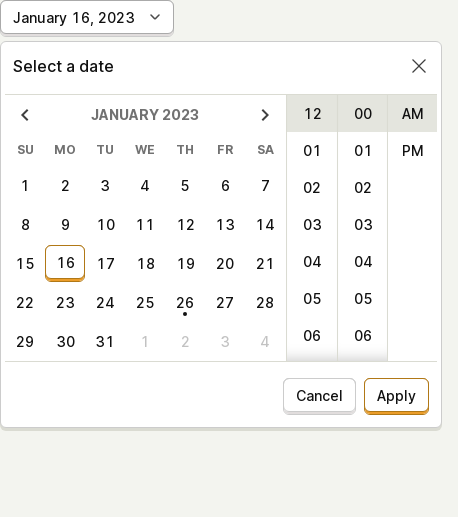 January 16, 2023
Select a date
JANUARY 2023
SU MO TU WE TH FR SA
1 2 3 4 5 6 7
8 9 10 11 12 13 14
15 16 17 18 19 20 21
22 23 24 25 26 27 28
29 30 31 1 2 3 4
12 00 AM
01 01 PM
02 02
03 03
04 04
05 05
06 06
Cancel Apply